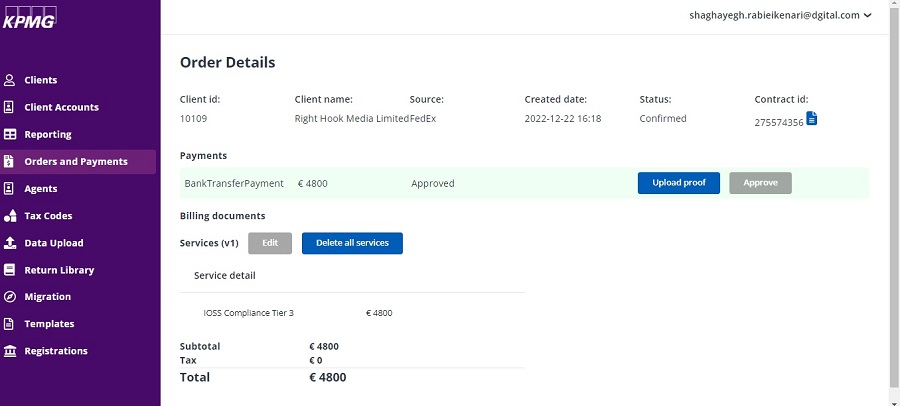 KPMG
shaghayegh.rabieikenari@dgital.com
Clients
Client Accounts
Reporting
Orders and Payments
Agents
Tax Codes
Data Upload
Return Library
Migration
Templates
Registrations
Order Details
Client id: Client name: Source: Created date: Status: Contract id:
10109 Right Hook Media Limited FedEx 2022-12-22 16:18 Confirmed 275574356
Payments
BankTransferPayment € 4800 Approved Upload proof Approve
Billing documents
Services (v1) Edit Delete all services
Service detail
IOSS Compliance Tier 3 € 4800
Subtotal € 4800
Tax € 0
Total € 4800